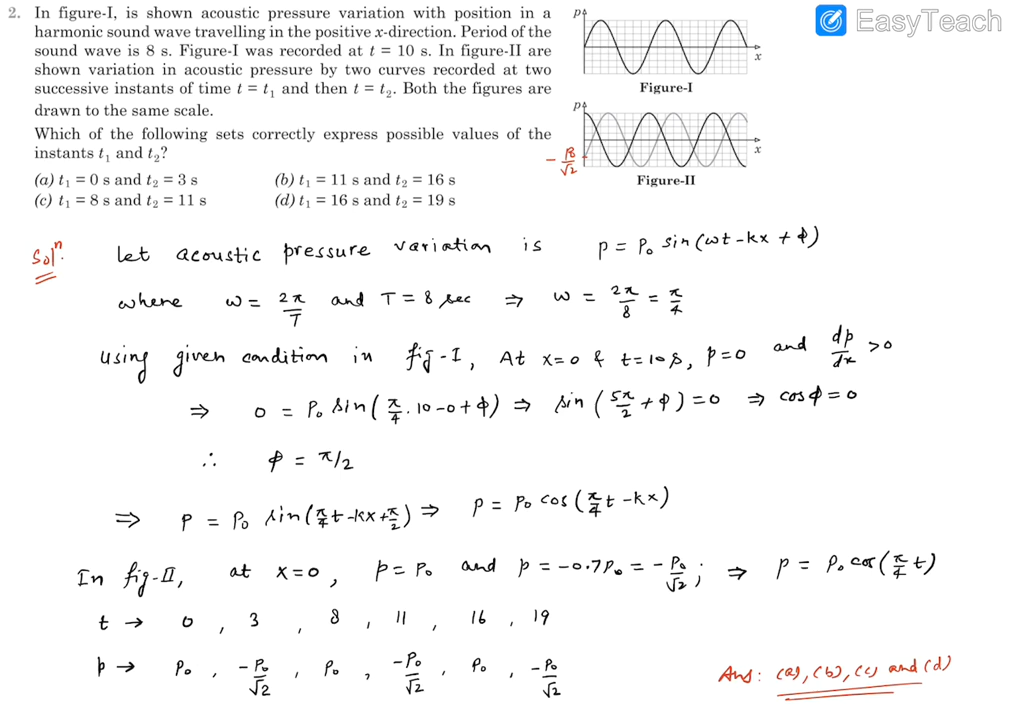 2. In figure-I, is shown acoustic pressure variation with position in a
harmonic sound wave travelling in the positive x-direction. Period of the
sound wave is 8 s. Figure-I was recorded at t = 10 s. In figure-II are
shown variation in acoustic pressure by two curves recorded at two
successive instants of time t = t₁ and then t = t₂. Both the figures are
drawn to the same scale.
Which of the following sets correctly express possible values of the
instants t₁ and t₂?
(a) t₁ = 0 s and t₂ = 3 s (b) t₁ = 11 s and t₂ = 16 s
(c) t₁ = 8 s and t₂ = 11 s (d) t₁ = 16 s and t₂ = 19 s
p
x
Figure-I
p
x
-P₀/√2
Figure-II
EasyTeach
Solⁿ. Let acoustic pressure variation is p = P₀ sin(ωt-kx+φ)
where ω = 2π/T and T = 8 sec ⇒ ω = 2π/8 = π/4
using given condition in fig-I, At x=0 & t=10s, p=0 and dp/dx >0
⇒ 0 = P₀ sin(π/4.10-0+φ) ⇒ sin(5π/2+φ)=0 ⇒ cosφ=0
∴ φ = π/2
⇒ p = P₀ sin(π/4t-kx+π/2) ⇒ p = P₀ cos(π/4t-kx)
In fig-II, at x=0, p=P₀ and p=-0.7P₀ = -P₀/√2; ⇒ p = P₀cos(π/4t)
t → 0, 3, 8, 11, 16, 19
p → P₀, -P₀/√2, P₀, -P₀/√2, P₀, -P₀/√2
Ans: (a), (b), (c) and (d)